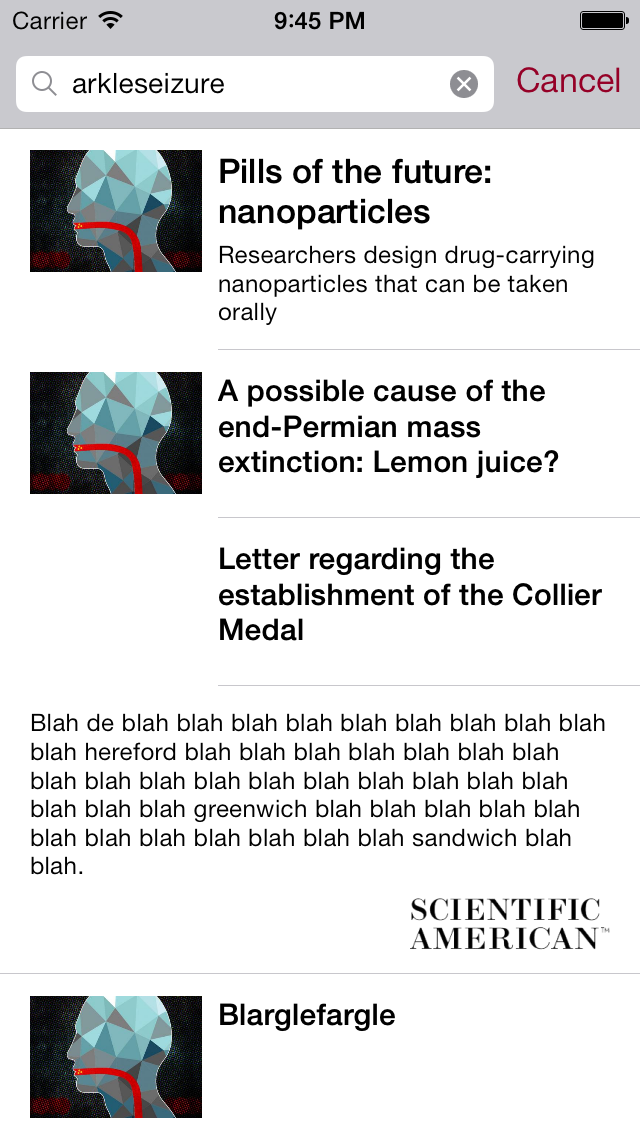 Carrier 9:45 PM
arkleseizure Cancel
Pills of the future:
nanoparticles
Researchers design drug-carrying
nanoparticles that can be taken
orally
A possible cause of the
end-Permian mass
extinction: Lemon juice?
Letter regarding the
establishment of the Collier
Medal
Blah de blah blah blah blah blah blah blah blah blah
blah hereford blah blah blah blah blah blah blah
blah blah blah blah blah blah blah blah blah blah
blah blah blah greenwich blah blah blah blah blah
blah blah blah blah blah blah blah sandwich blah
blah.
SCIENTIFIC
AMERICAN™
Blarglefargle